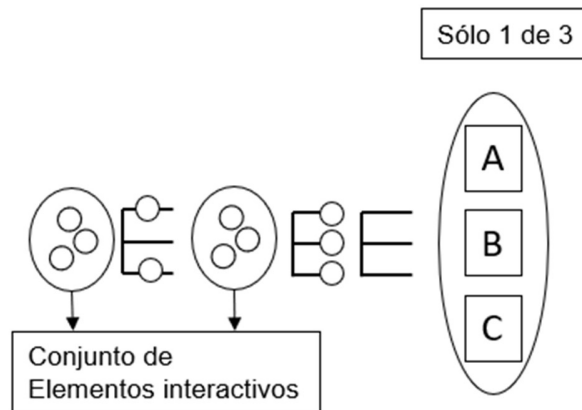 Sólo 1 de 3
A
B
C
Conjunto de
Elementos interactivos